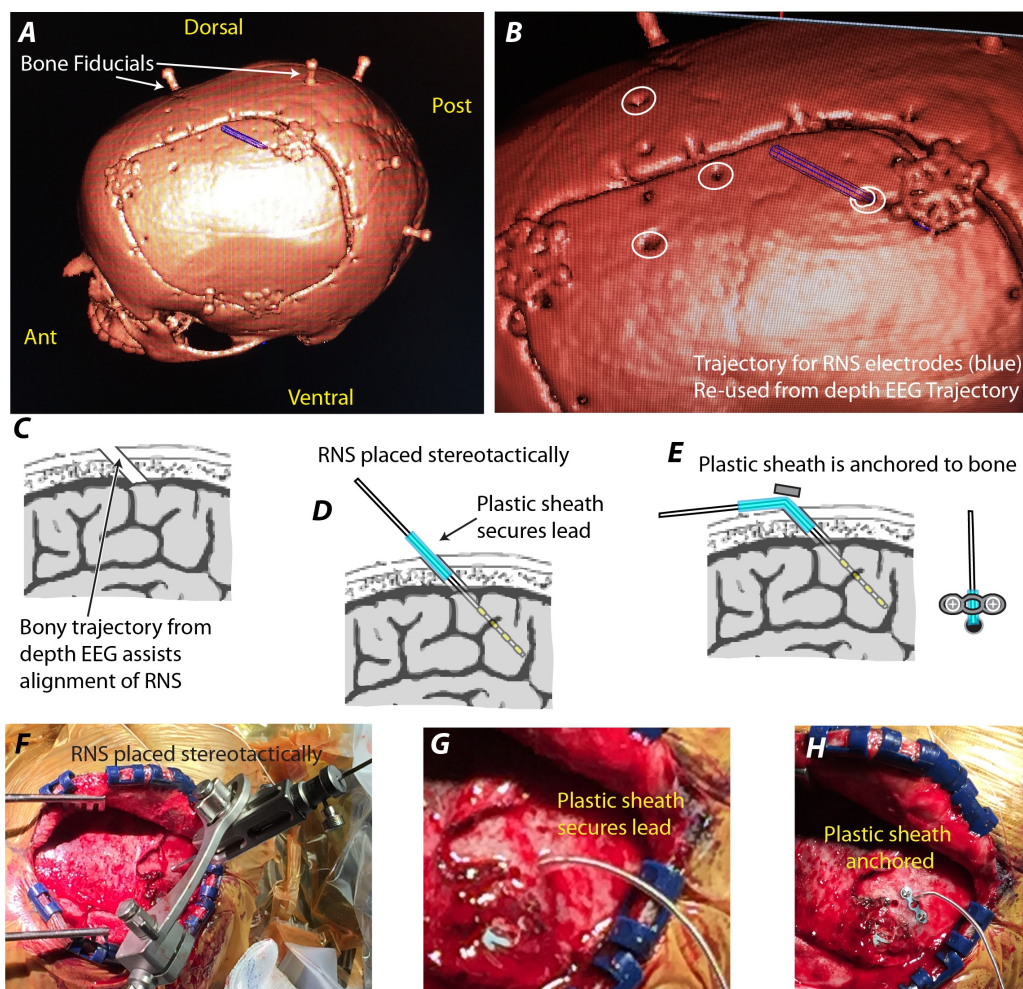 A
Dorsal
Bone Fiducials
Post
Ant
Ventral
B
Trajectory for RNS electrodes (blue)
Re-used from depth EEG Trajectory
C
Bony trajectory from
depth EEG assists
alignment of RNS
RNS placed stereotactically
D
Plastic sheath
secures lead
E
Plastic sheath is anchored to bone
F
RNS placed stereotactically
G
Plastic sheath
secures lead
H
Plastic sheath
anchored